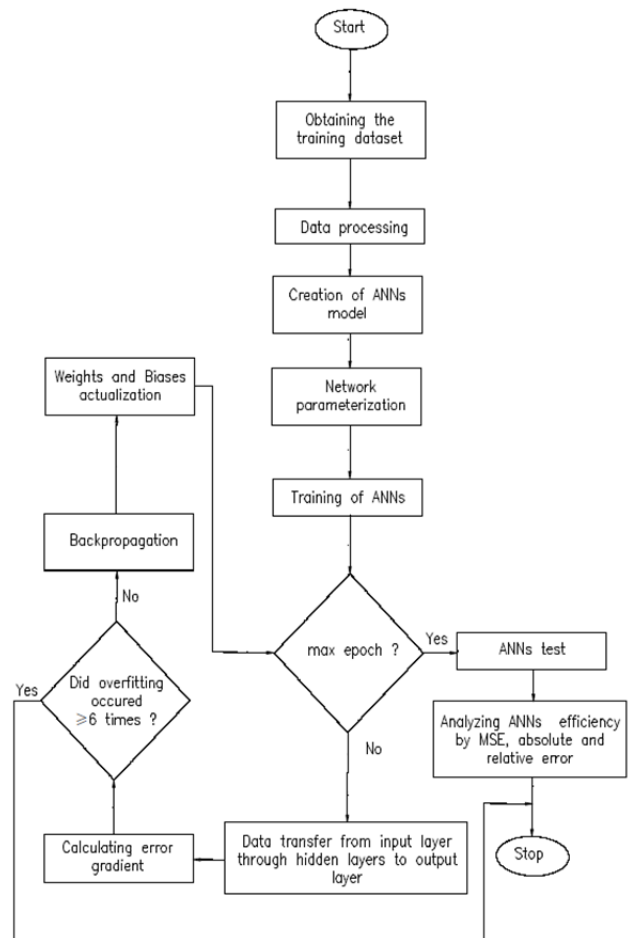 Start
Obtaining the
training dataset
Data processing
Creation of ANNs
model
Network
parameterization
Training of ANNs
max epoch ?
Yes
ANNs test
Analyzing ANNs efficiency
by MSE, absolute and
relative error
Stop
No
Data transfer from input layer
through hidden layers to output
layer
Calculating error
gradient
Did overfitting
occured
≥6 times ?
Yes
No
Backpropagation
Weights and Biases
actualization